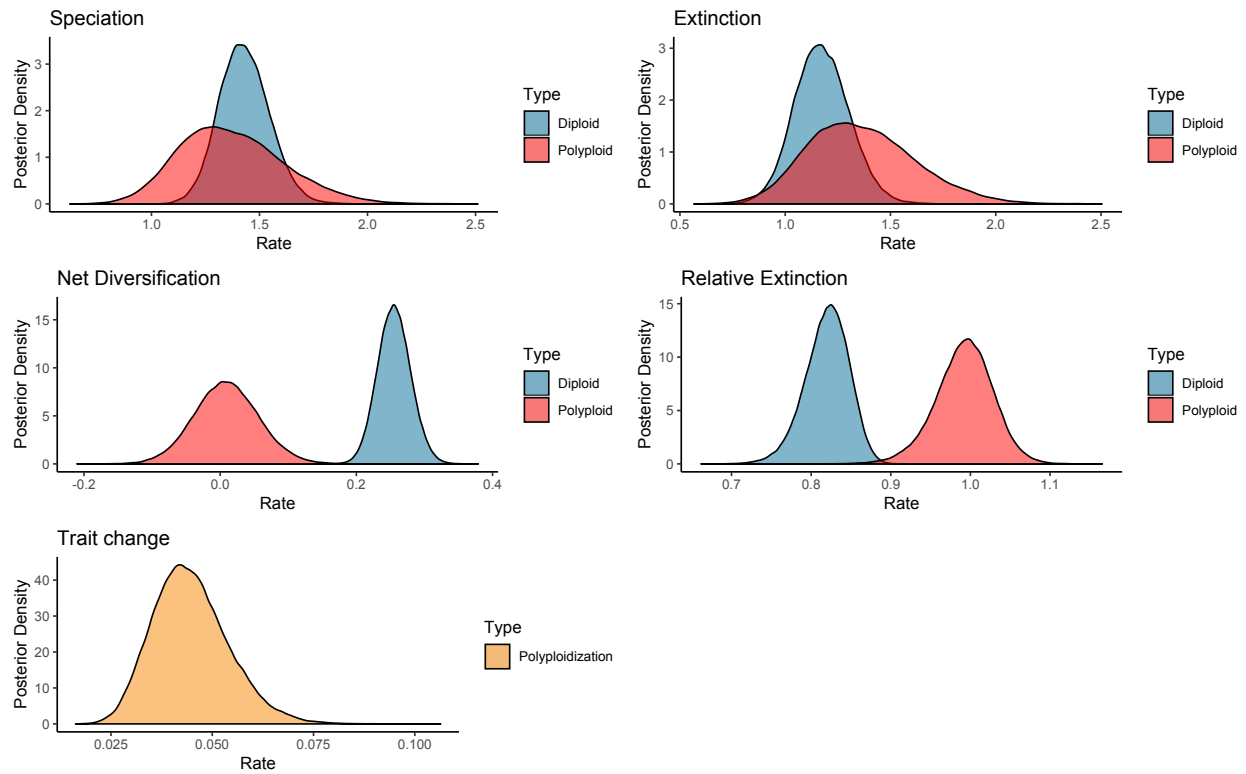 Speciation
Posterior Density
3
2
1
0
1.0 1.5 2.0 2.5
Rate
Type
Diploid
Polyploid
Extinction
Posterior Density
3
2
1
0
0.5 1.0 1.5 2.0 2.5
Rate
Type
Diploid
Polyploid
Net Diversification
Posterior Density
15
10
5
0
-0.2 0.0 0.2 0.4
Rate
Type
Diploid
Polyploid
Relative Extinction
Posterior Density
15
10
5
0
0.7 0.8 0.9 1.0 1.1
Rate
Type
Diploid
Polyploid
Trait change
Posterior Density
40
30
20
10
0
0.025 0.050 0.075 0.100
Rate
Type
Polyploidization